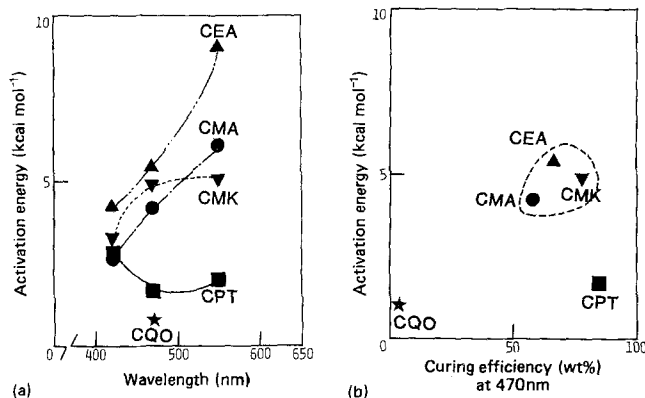 10
5
0
Activation energy (kcal mol⁻¹)
CEA
CMA
CMK
CPT
CQO
400
500
600
650
Wavelength (nm)
(a)
10
5
0
Activation energy (kcal mol⁻¹)
CEA
CMA
CMK
CPT
CQO
50
100
Curing efficiency (wt%)
at 470nm
(b)